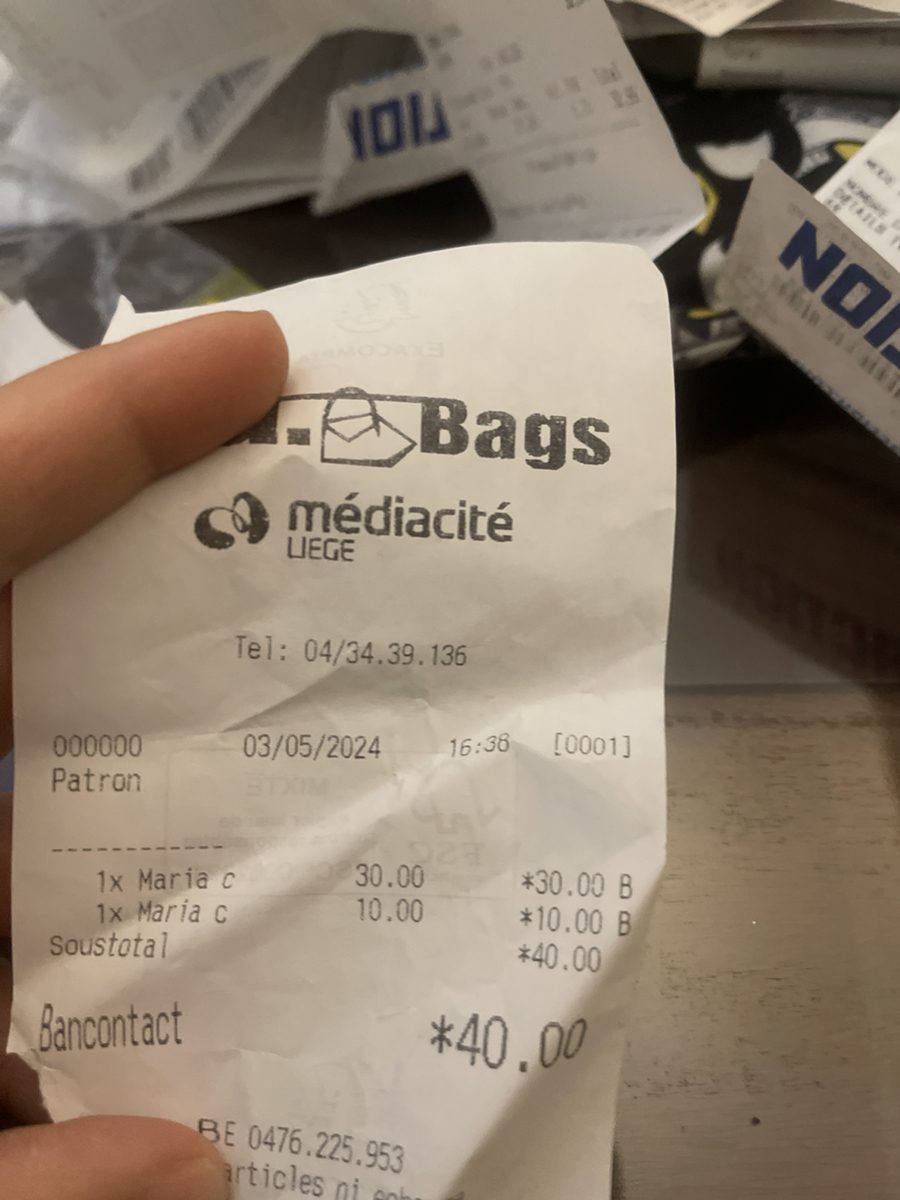 Bags
médiacité
LIEGE
Tel: 04/34.39.136
000000 03/05/2024 16:36 [0001]
Patron
------------
1x Maria c 30.00 *30.00 B
1x Maria c 10.00 *10.00 B
Soustotal *40.00
Bancontact *40.00
BE 0476.225.953
articles ni